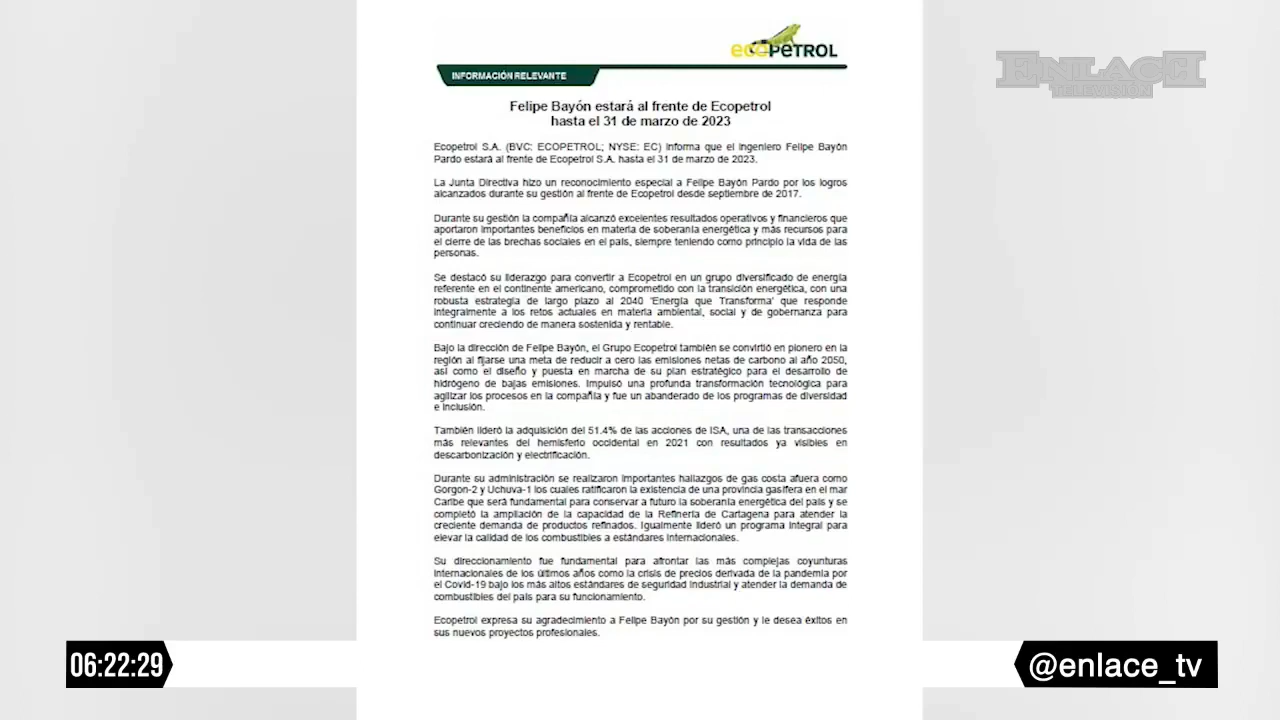 ecoPETROL
INFORMACIÓN RELEVANTE
ENLACE
TELEVISIÓN
Felipe Bayón estará al frente de Ecopetrol
hasta el 31 de marzo de 2023
Ecopetrol S.A. (BVC: ECOPETROL; NYSE: EC) informa que el ingeniero Felipe Bayón
Pardo estará al frente de Ecopetrol S.A. hasta el 31 de marzo de 2023.
La Junta Directiva hizo un reconocimiento especial a Felipe Bayón Pardo por los logros
alcanzados durante su gestión al frente de Ecopetrol desde septiembre de 2017.
Durante su gestión la compañía alcanzó excelentes resultados operativos y financieros que
aportaron importantes beneficios en materia de soberanía energética y más recursos para
el cierre de las brechas sociales en el país, siempre teniendo como principio la vida de las
personas.
Se destacó su liderazgo para convertir a Ecopetrol en un grupo diversificado de energía
referente en el continente americano, comprometido con la transición energética, con una
robusta estrategia de largo plazo al 2040 'Energía que Transforma' que responde
integralmente a los retos actuales en materia ambiental, social y de gobernanza para
continuar creciendo de manera sostenida y rentable.
Bajo la dirección de Felipe Bayón, el Grupo Ecopetrol también se convirtió en pionero en la
región al fijarse una meta de reducir a cero las emisiones netas de carbono al año 2050,
así como el diseño y puesta en marcha de su plan estratégico para el desarrollo de
hidrógeno de bajas emisiones. Impulsó una profunda transformación tecnológica para
agilizar los procesos en la compañía y fue un abanderado de los programas de diversidad
e inclusión.
También lideró la adquisición del 51.4% de las acciones de ISA, una de las transacciones
más relevantes del hemisferio occidental en 2021 con resultados ya visibles en
descarbonización y electrificación.
Durante su administración se realizaron importantes hallazgos de gas costa afuera como
Gorgon-2 y Uchuva-1 los cuales ratificaron la existencia de una provincia gasífera en el mar
Caribe que será fundamental para conservar a futuro la soberanía energética del país y se
completó la ampliación de la capacidad de la Refinería de Cartagena para atender la
creciente demanda de productos refinados. Igualmente lideró un programa integral para
elevar la calidad de los combustibles a estándares internacionales.
Su direccionamiento fue fundamental para afrontar las más complejas coyunturas
internacionales de los últimos años como la crisis de precios derivada de la pandemia por
el Covid-19 bajo los más altos estándares de seguridad industrial y atender la demanda de
combustibles del país para su funcionamiento.
Ecopetrol expresa su agradecimiento a Felipe Bayón por su gestión y le desea éxitos en
sus nuevos proyectos profesionales.
06:22:29
@enlace_tv